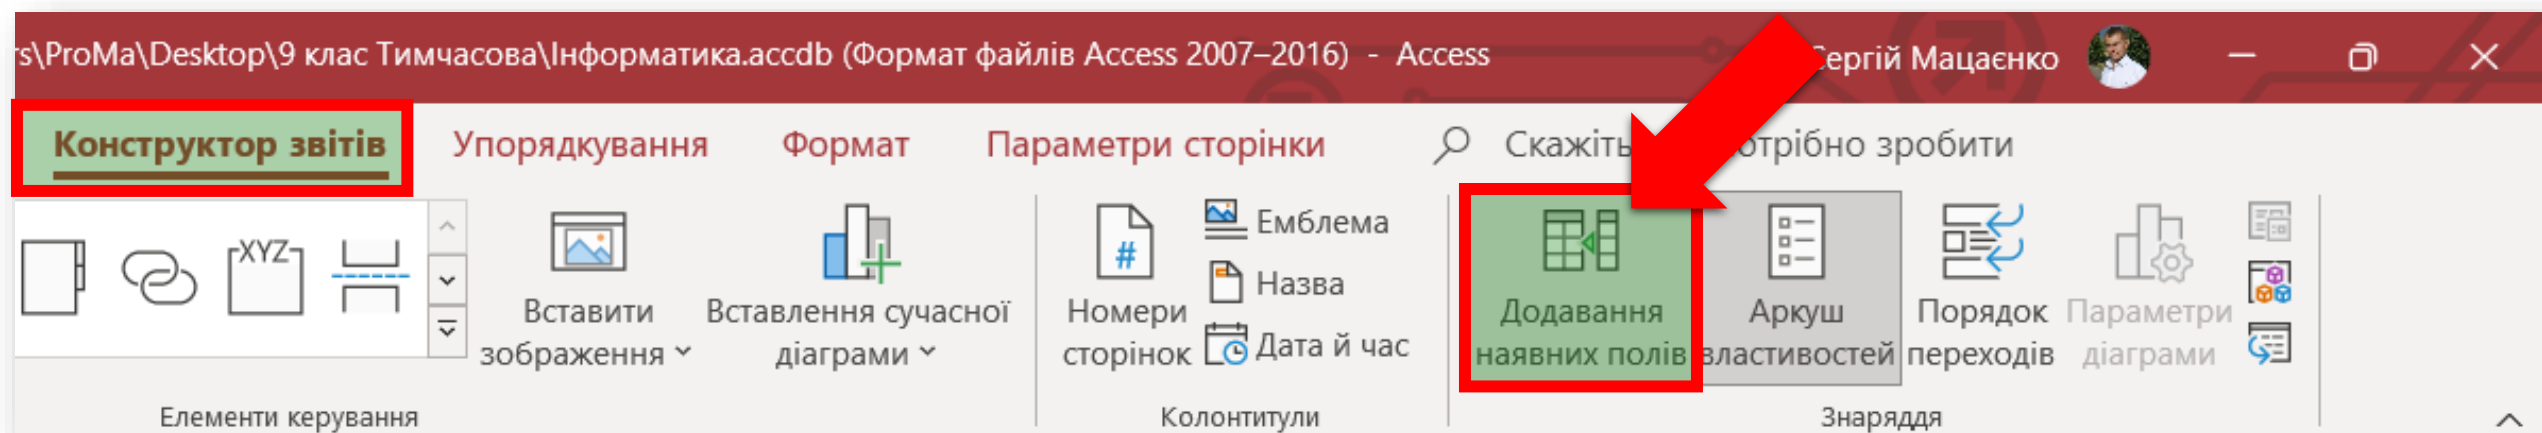 rs\ProMa\Desktop\9 клас Тимчасова\Інформатика.accdb (Формат файлів Access 2007–2016) - Access
Сергій Мацаєнко
Конструктор звітів
Упорядкування
Формат
Параметри сторінки
Скажіть
зробити
XYZ
Вставити
зображення
Вставлення сучасної
діаграми
#
Номери
сторінок
Емблема
Назва
Дата й час
Додавання
наявних полів
Аркуш
властивостей
Порядок
переходів
Параметри
діаграми
Елементи керування
Колонтитули
Знаряддя